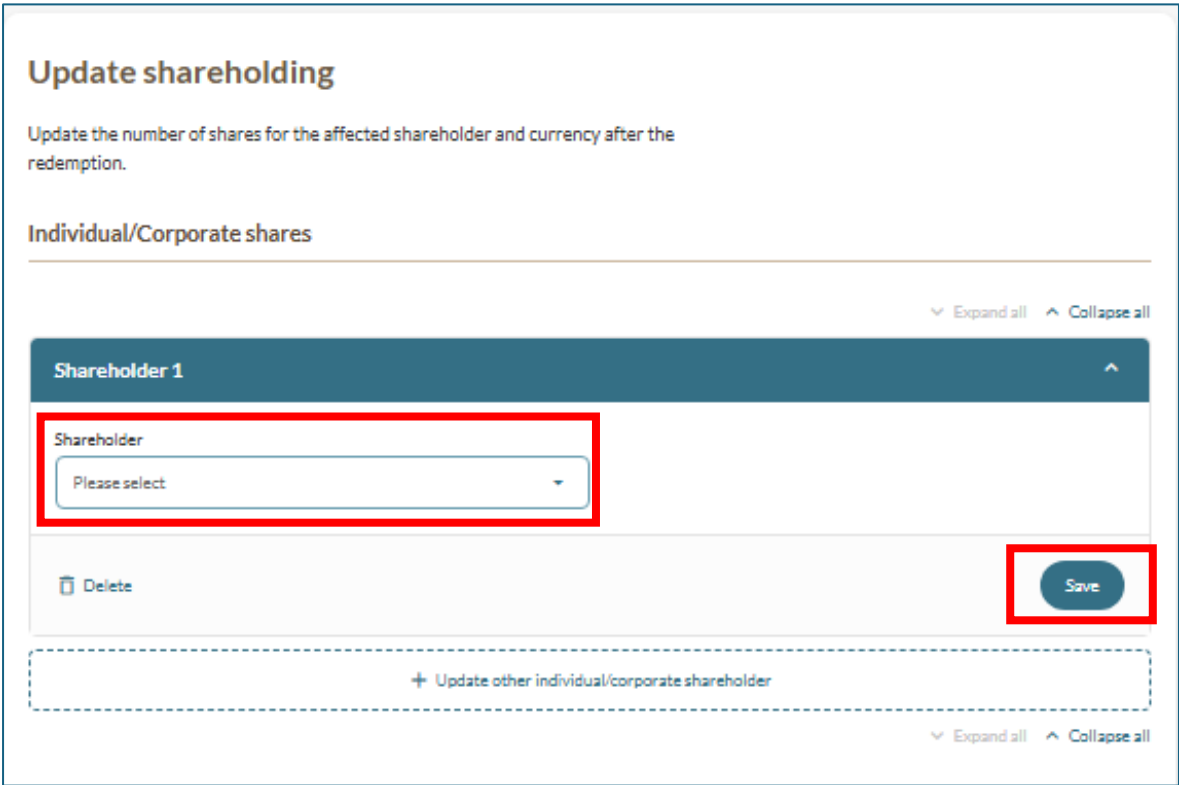 Update shareholding
Update the number of shares for the affected shareholder and currency after the
redemption.
Individual/Corporate shares
Expand all Collapse all
Shareholder 1
Shareholder
Please select
Delete Save
+ Update other individual/corporate shareholder
Expand all Collapse all